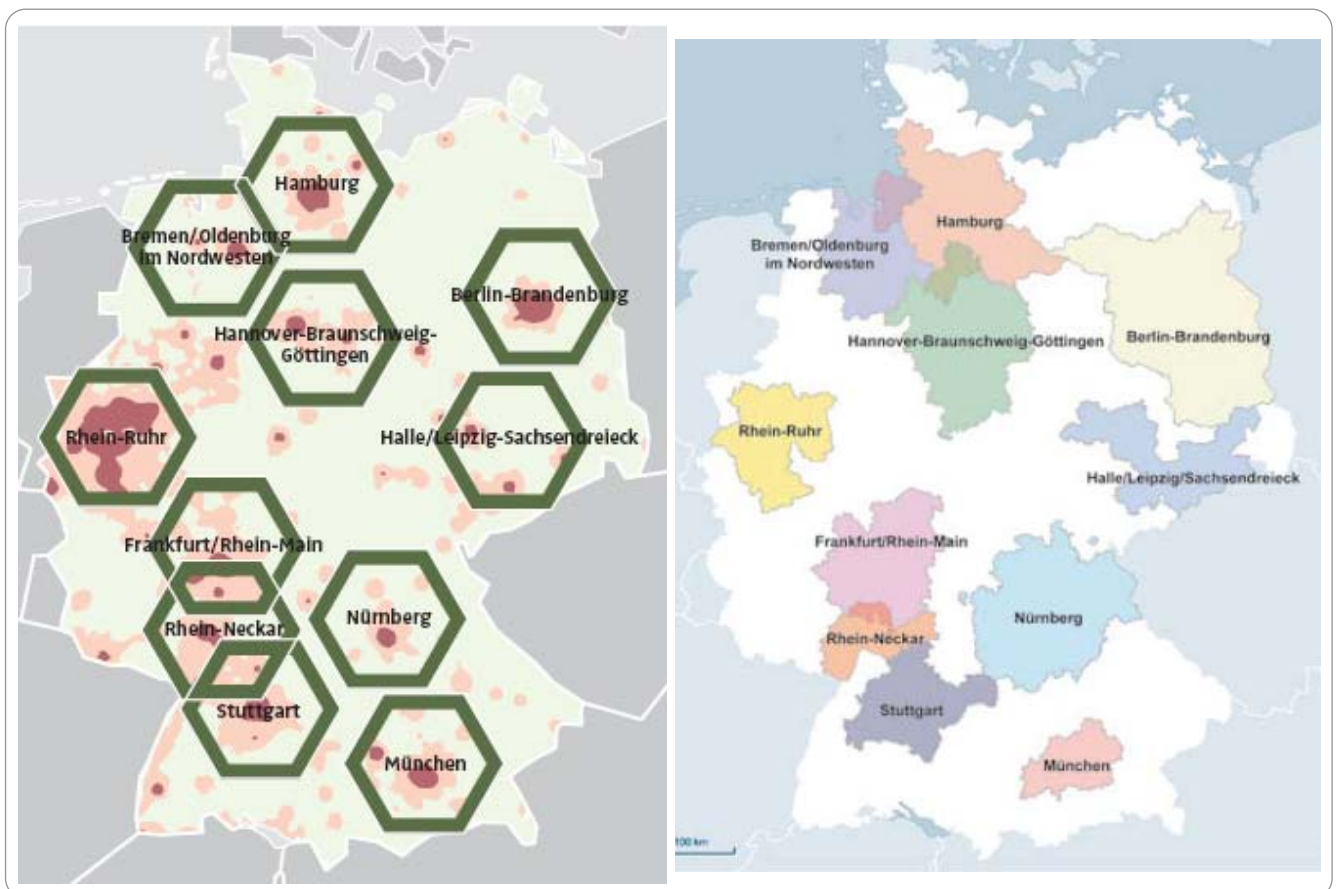 Hamburg
Bremen/Oldenburg
im Nordwesten
Berlin-Brandenburg
Hannover-Braunschweig-
Göttingen
Rhein-Ruhr
Halle/Leipzig-Sachsendreieck
Frankfurt/Rhein-Main
Rhein-Neckar
Nürnberg
Stuttgart
München
Hamburg
Bremen/Oldenburg
im Nordwesten
Hannover-Braunschweig-Göttingen
Berlin-Brandenburg
Rhein-Ruhr
Halle/Leipzig/Sachsendreieck
Frankfurt/Rhein-Main
Nürnberg
Rhein-Neckar
Stuttgart
München
100 km